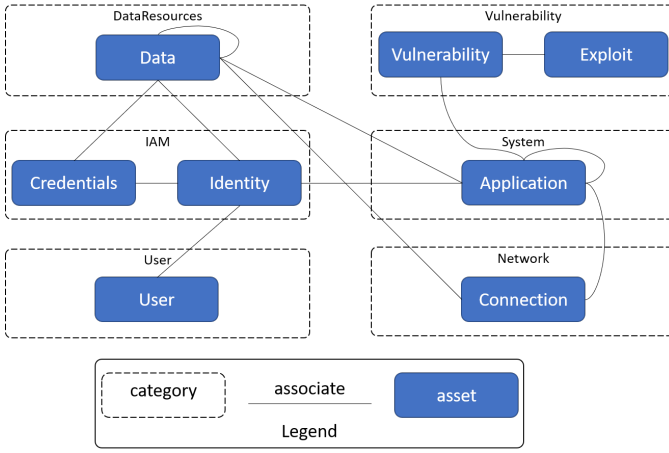 DataResources
Vulnerability
Data
Vulnerability
Exploit
IAM
System
Credentials
Identity
Application
User
Network
User
Connection
category
associate
asset
Legend